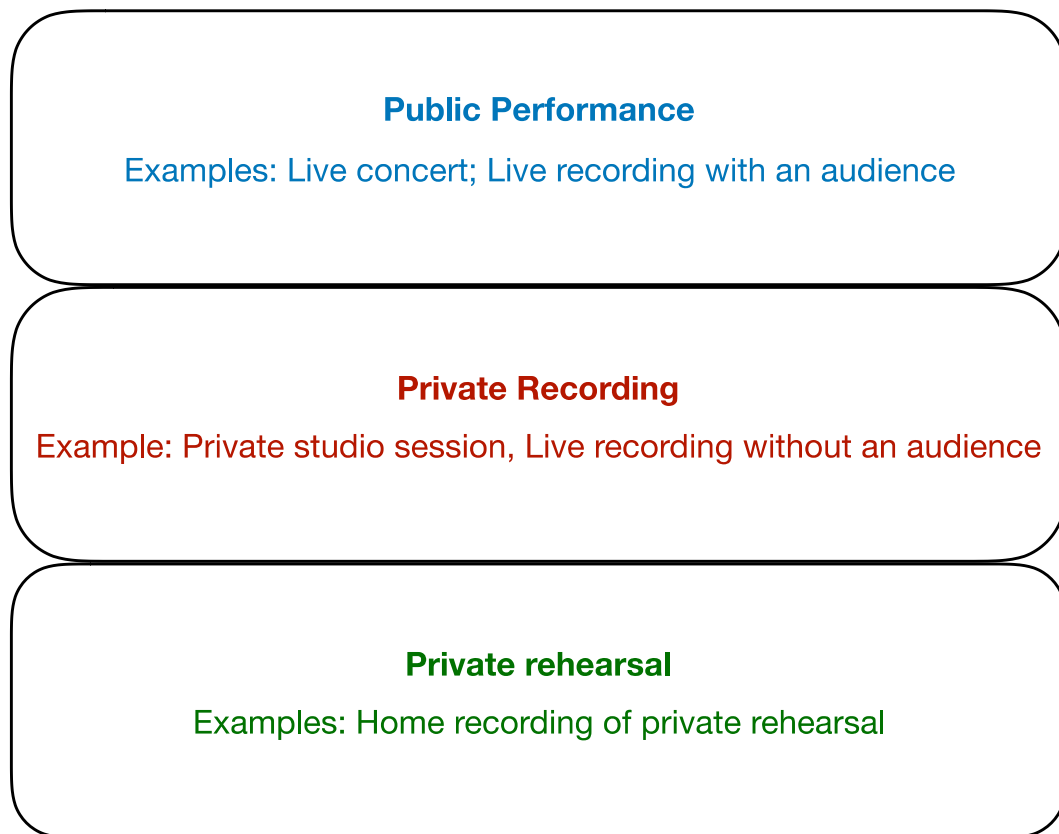 Public Performance
Examples: Live concert; Live recording with an audience
Private Recording
Example: Private studio session, Live recording without an audience
Private rehearsal
Examples: Home recording of private rehearsal